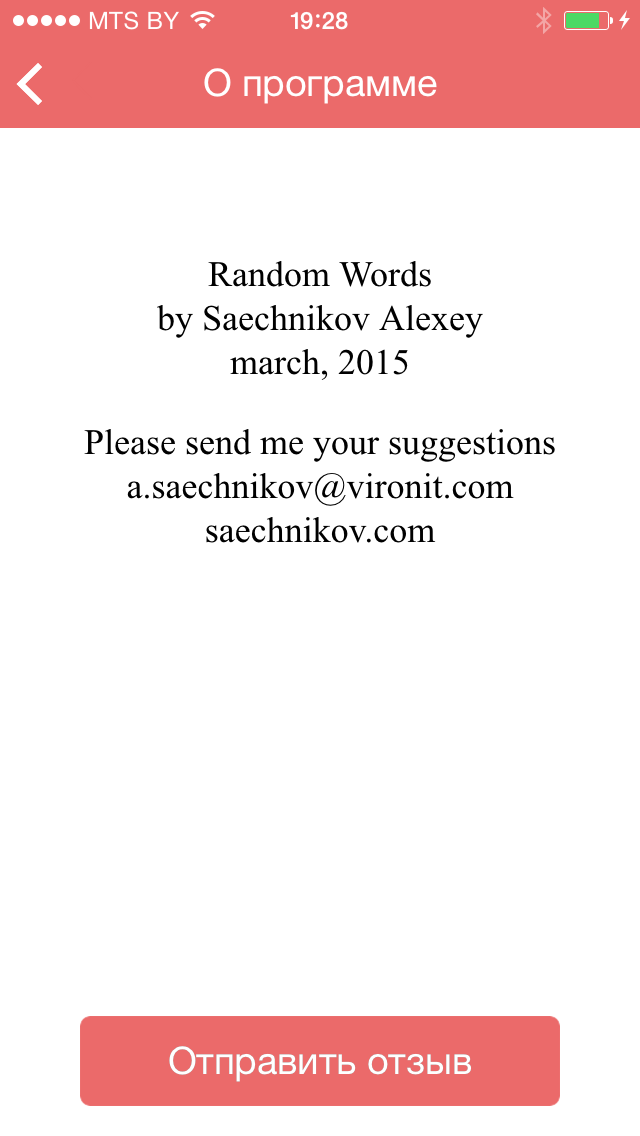 MTS BY 19:28
О программе
Random Words
by Saechnikov Alexey
march, 2015
Please send me your suggestions
a.saechnikov@vironit.com
saechnikov.com
Отправить отзыв